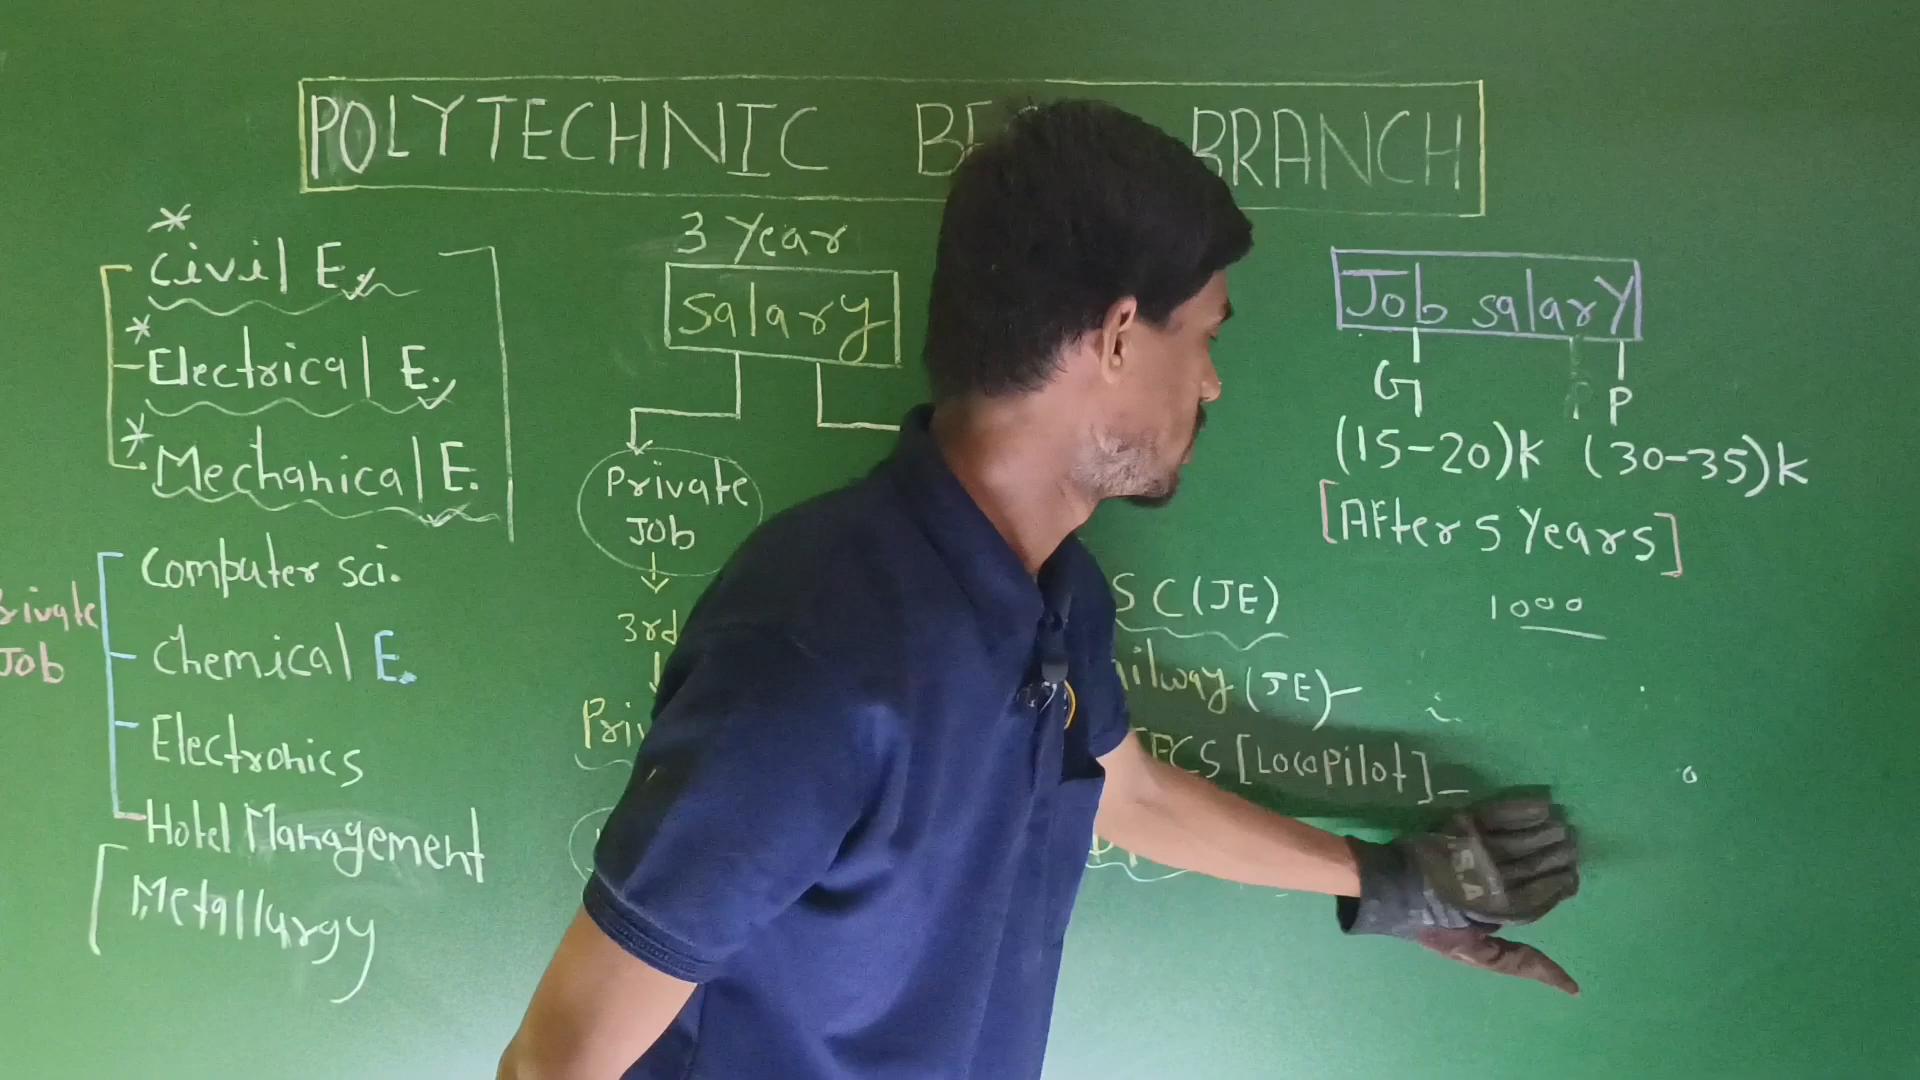 POLYTECHNIC BRANCH
Civil E.
Electrical E.
Mechanical E.
Computer sci.
Chemical E.
Electronics
Hotel Management
Metallurgy
Job
3 Year
Salary
Private
JOB
3rd
SC(JE)
(JE)
[LocoPilot]
Job salary
G P
(15-20)k (30-35)k
[After 5 Years]
1000